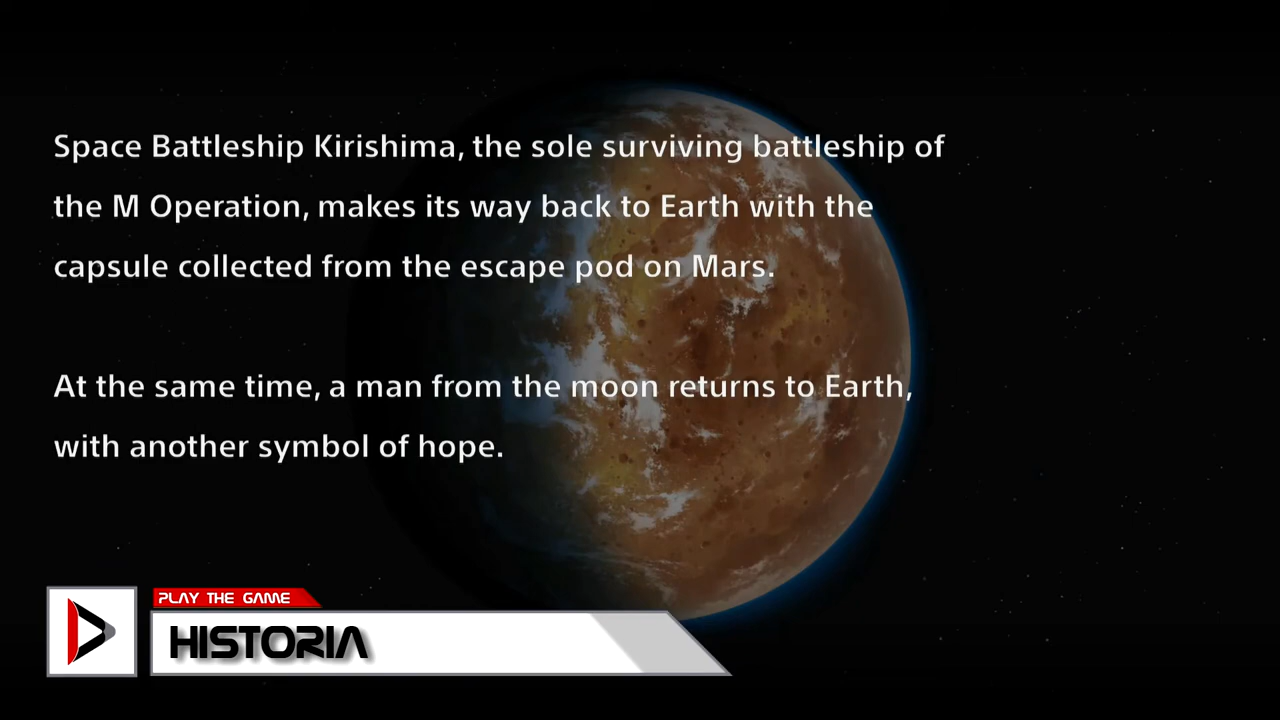 Space Battleship Kirishima, the sole surviving battleship of
the M Operation, makes its way back to Earth with the
capsule collected from the escape pod on Mars.
At the same time, a man from the moon returns to Earth,
with another symbol of hope.
PLAY THE GAME
HISTORIA